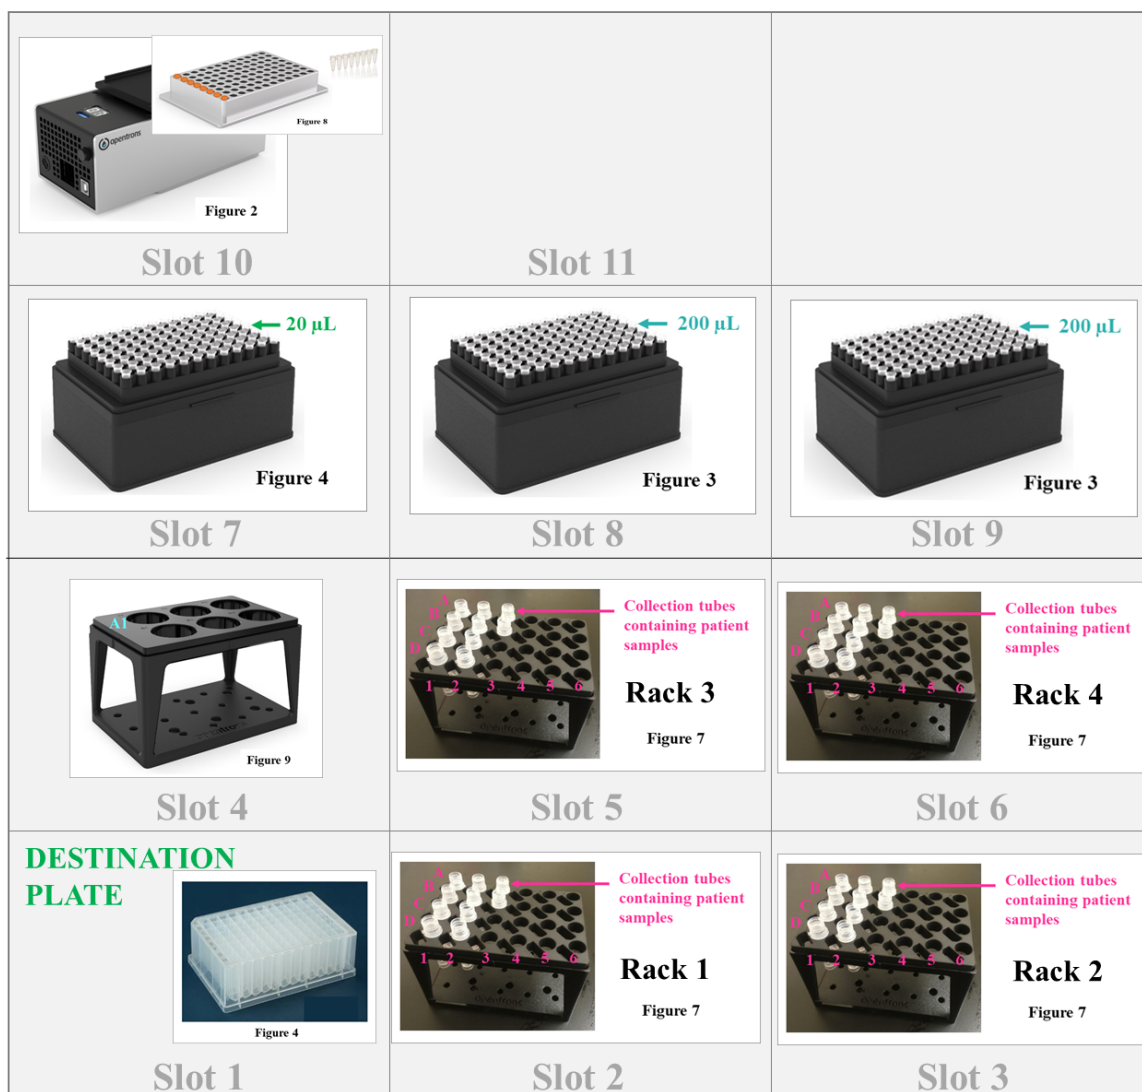 opentrons
Figure 8
Figure 2
Slot 10
Slot 11
20 µL
Figure 4
Slot 7
200 µL
Figure 3
Slot 8
200 µL
Figure 3
Slot 9
A1
Figure 9
Slot 4
A
B
C
D
1 2 3 4 5 6
Collection tubes
containing patient
samples
Rack 3
Figure 7
Slot 5
A
B
C
D
1 2 3 4 5 6
Collection tubes
containing patient
samples
Rack 4
Figure 7
Slot 6
DESTINATION
PLATE
Figure 4
Slot 1
A
B
C
D
1 2 3 4 5 6
Collection tubes
containing patient
samples
Rack 1
Figure 7
Slot 2
A
B
C
D
1 2 3 4 5 6
Collection tubes
containing patient
samples
Rack 2
Figure 7
Slot 3